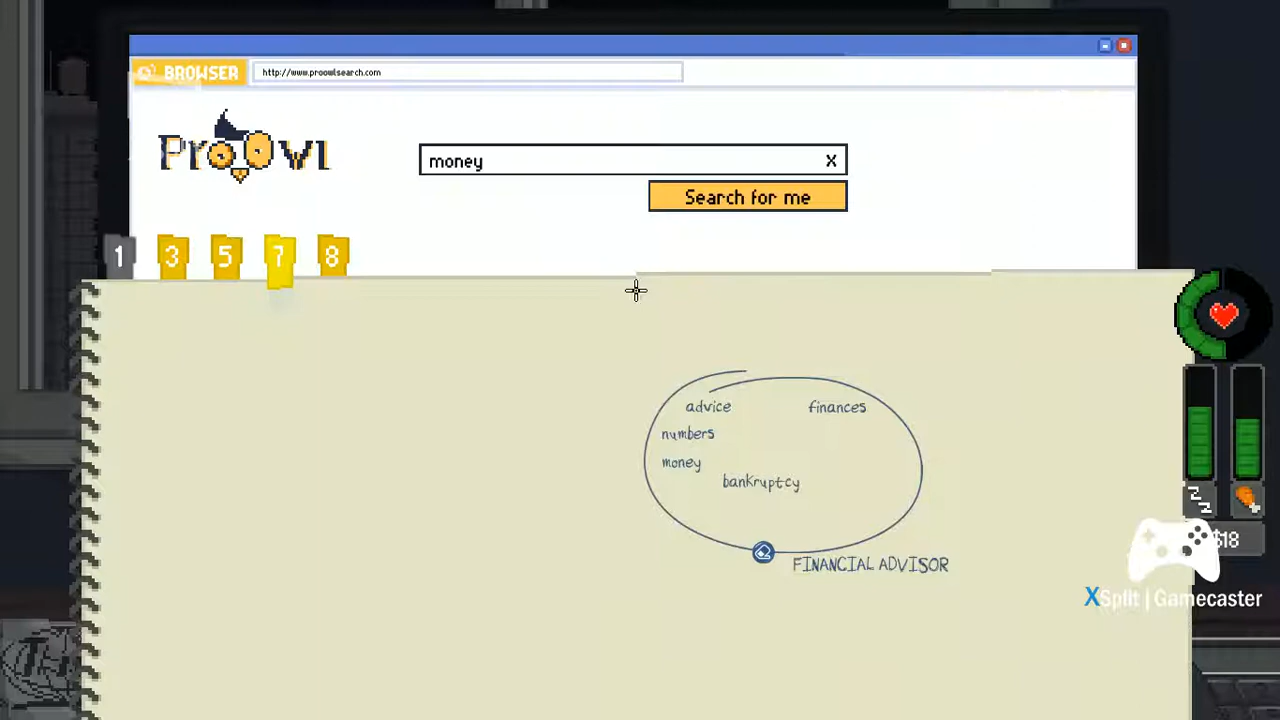 BROWSER
http://www.proowlsearch.com
PrOOwl
money X
Search for me
1 3 5 7 8
advice finances
numbers
money
bankruptcy
FINANCIAL ADVISOR
$18
XSplit | Gamecaster